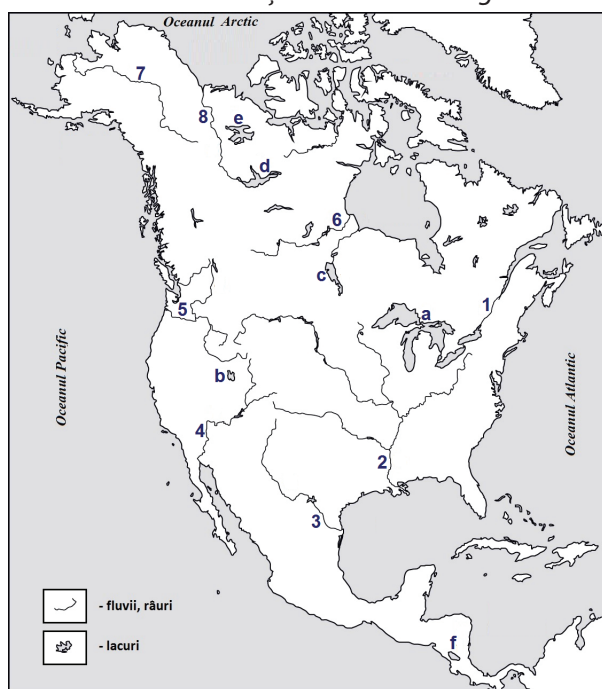 Oceanul Arctic
7
8
e
d
6
c
a
1
5
b
4
2
3
f
Oceanul Pacific
Oceanul Atlantic
- fluvii, râuri
- lacuri